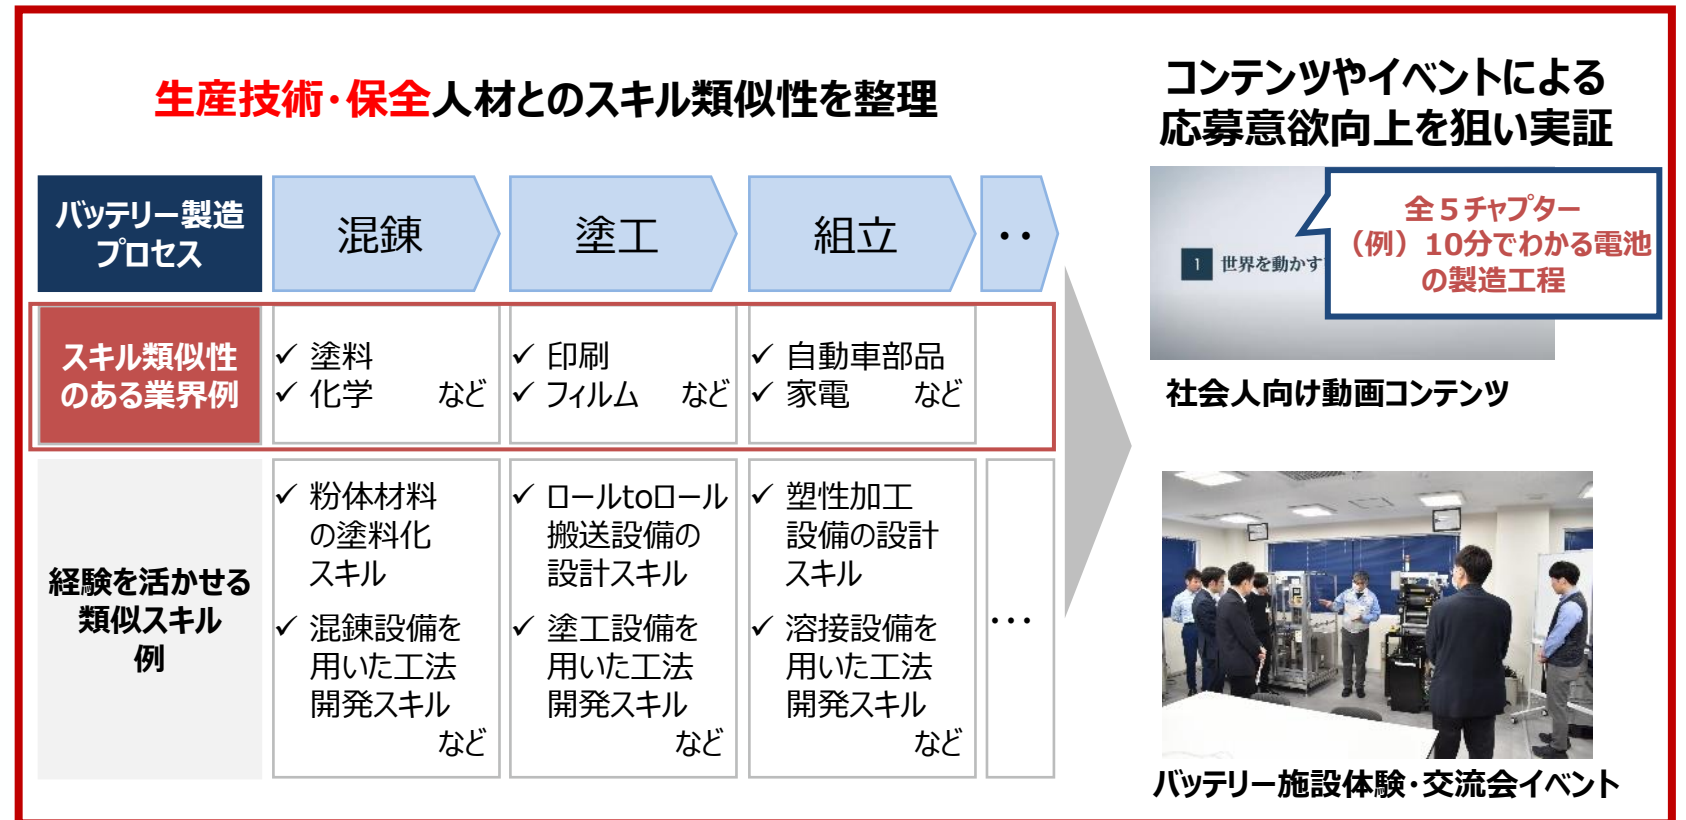 生産技術・保全人材とのスキル類似性を整理
コンテンツやイベントによる
応募意欲向上を狙い実証
バッテリー製造
プロセス
混錬
塗工
組立
・・
スキル類似性
のある業界例
✓ 塗料
✓ 化学 など
✓ 印刷
✓ フィルム など
✓ 自動車部品
✓ 家電 など
経験を活かせる
類似スキル
例
✓ 粉体材料
の塗料化
スキル
✓ 混錬設備を
用いた工法
開発スキル
など
✓ ロールtoロール
搬送設備の
設計スキル
✓ 塗工設備を
用いた工法
開発スキル
など
✓ 塑性加工
設備の設計
スキル
✓ 溶接設備を
用いた工法
開発スキル
など
・・・
全5チャプター
（例）10分でわかる電池
の製造工程
1 世界を動かす
社会人向け動画コンテンツ
バッテリー施設体験・交流会イベント